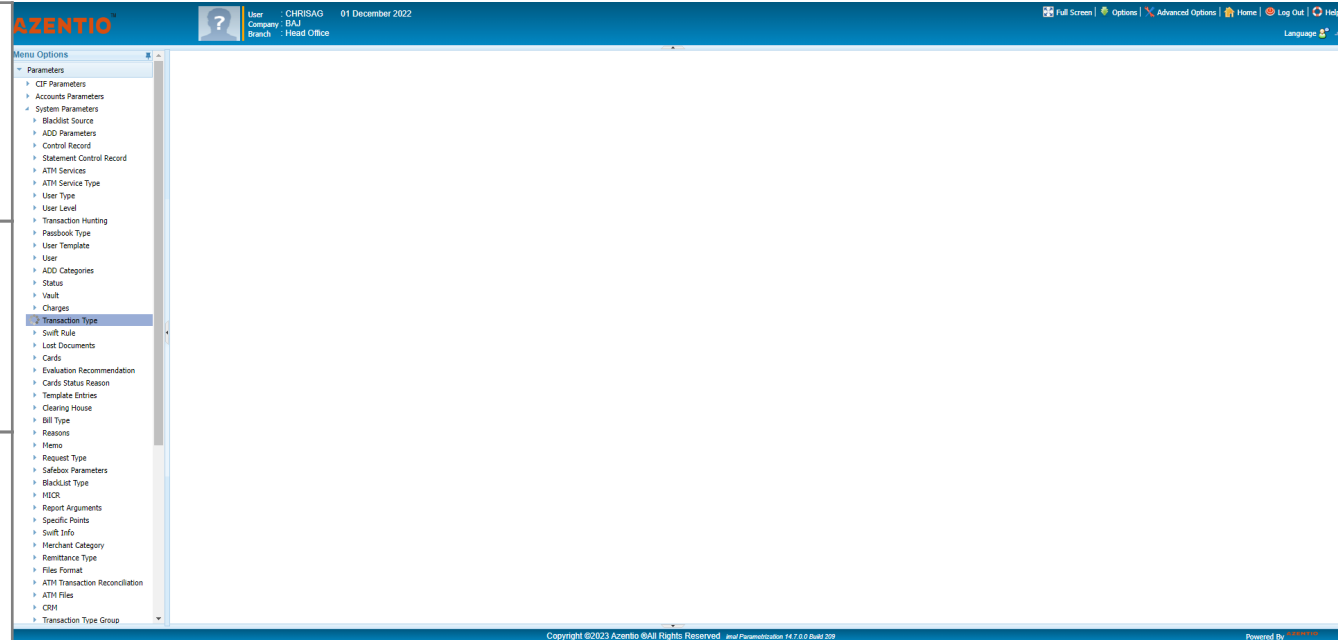 AZENTIO
User : CHRISAG 01 December 2022
Company : BAJ
Branch : Head Office
Full Screen | Options | Advanced Options | Home | Log Out | Help
Language
Menu Options
Parameters
CIF Parameters
Accounts Parameters
System Parameters
Blacklist Source
ADD Parameters
Control Record
Statement Control Record
ATM Services
ATM Service Type
User Type
User Level
Transaction Hunting
Passbook Type
User Template
User
ADD Categories
Status
Vault
Charges
Transaction Type
Swift Rule
Lost Documents
Cards
Evaluation Recommendation
Cards Status Reason
Template Entries
Clearing House
Bill Type
Reasons
Memo
Request Type
Safebox Parameters
BlackList Type
MICR
Report Arguments
Specific Points
Swift Info
Merchant Category
Remittance Type
Files Format
ATM Transaction Reconciliation
ATM Files
CRM
Transaction Type Group
Copyright ©2023 Azentio ®All Rights Reserved imal Parametrization 14.7.0.0 Build 209
Powered By AZENTIO